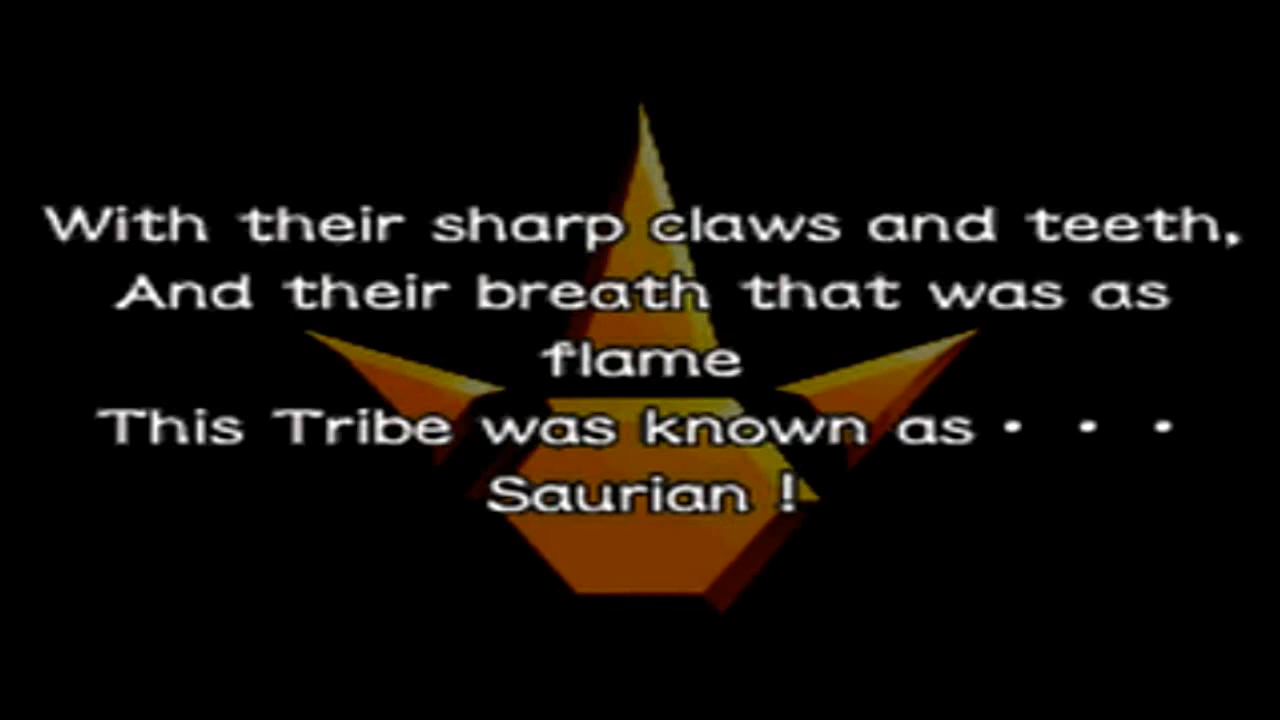 With their sharp claws and teeth,
And their breath that was as
flame
This Tribe was known as・・・
Saurian !